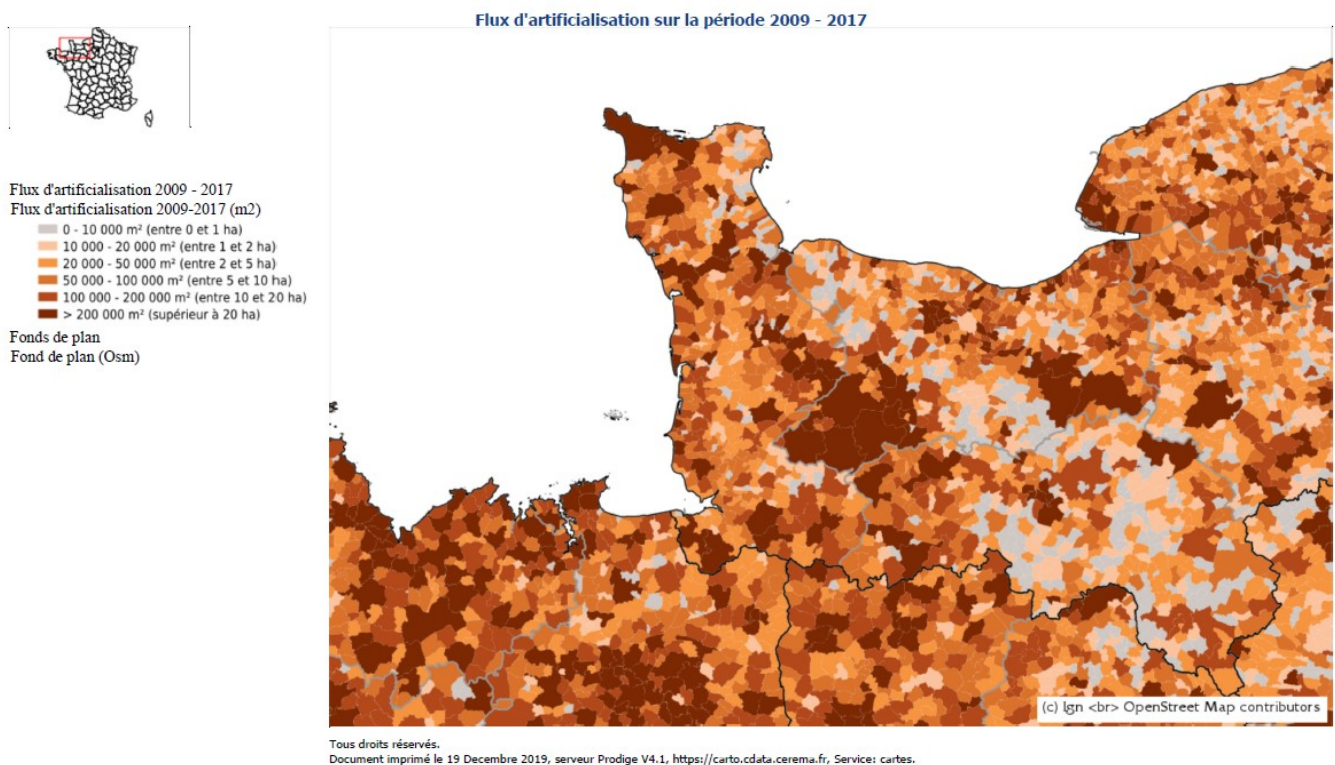 Flux d'artificialisation sur la période 2009 - 2017
Flux d'artificialisation 2009 - 2017
Flux d'artificialisation 2009-2017 (m2)
0 - 10 000 m² (entre 0 et 1 ha)
10 000 - 20 000 m² (entre 1 et 2 ha)
20 000 - 50 000 m² (entre 2 et 5 ha)
50 000 - 100 000 m² (entre 5 et 10 ha)
100 000 - 200 000 m² (entre 10 et 20 ha)
> 200 000 m² (supérieur à 20 ha)
Fonds de plan
Fond de plan (Osm)
(c) Ign <br> OpenStreet Map contributors
Tous droits réservés.
Document imprimé le 19 Decembre 2019, serveur Prodige V4.1, https://carto.cdata.cerema.fr, Service: cartes.